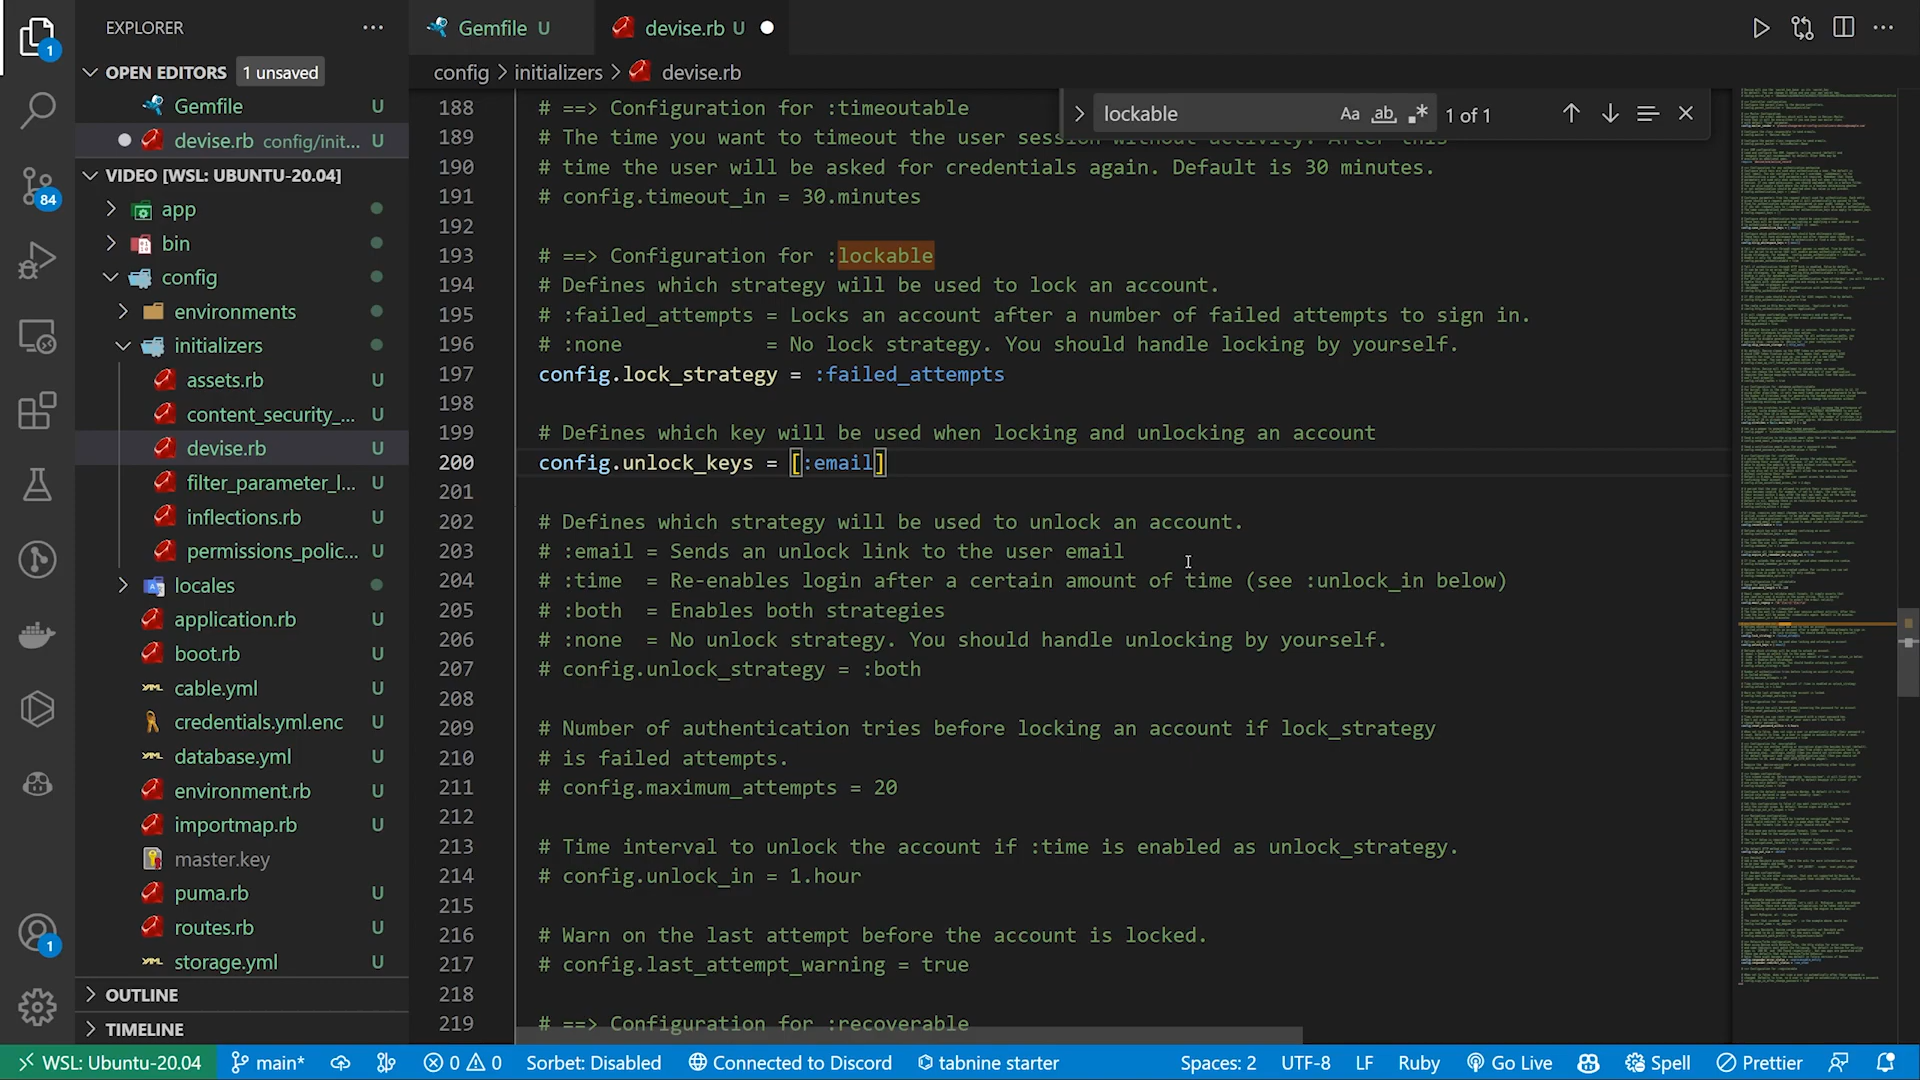 EXPLORER
OPEN EDITORS 1 unsaved
Gemfile U
devise.rb config/init... U
VIDEO [WSL: UBUNTU-20.04]
app
bin
config
environments
initializers
assets.rb U
content_security_... U
devise.rb U
filter_parameter_l... U
inflections.rb U
permissions_polic... U
locales
application.rb U
boot.rb U
cable.yml U
credentials.yml.enc U
database.yml U
environment.rb U
importmap.rb U
master.key
puma.rb U
routes.rb U
storage.yml U
OUTLINE
TIMELINE
1
84
1
Gemfile U
devise.rb U
config > initializers > devise.rb
lockable
Aa ab .* 1 of 1
188 # ==> Configuration for :timeoutable
189 # The time you want to timeout the user session without activity. After this
190 # time the user will be asked for credentials again. Default is 30 minutes.
191 # config.timeout_in = 30.minutes
192
193 # ==> Configuration for :lockable
194 # Defines which strategy will be used to lock an account.
195 # :failed_attempts = Locks an account after a number of failed attempts to sign in.
196 # :none            = No lock strategy. You should handle locking by yourself.
197 config.lock_strategy = :failed_attempts
198
199 # Defines which key will be used when locking and unlocking an account
200 config.unlock_keys = [:email]
201
202 # Defines which strategy will be used to unlock an account.
203 # :email = Sends an unlock link to the user email
204 # :time  = Re-enables login after a certain amount of time (see :unlock_in below)
205 # :both  = Enables both strategies
206 # :none  = No unlock strategy. You should handle unlocking by yourself.
207 # config.unlock_strategy = :both
208
209 # Number of authentication tries before locking an account if lock_strategy
210 # is failed attempts.
211 # config.maximum_attempts = 20
212
213 # Time interval to unlock the account if :time is enabled as unlock_strategy.
214 # config.unlock_in = 1.hour
215
216 # Warn on the last attempt before the account is locked.
217 # config.last_attempt_warning = true
218
219 # ==> Configuration for :recoverable
WSL: Ubuntu-20.04 main* 0 0 Sorbet: Disabled Connected to Discord tabnine starter Spaces: 2 UTF-8 LF Ruby Go Live Spell Prettier